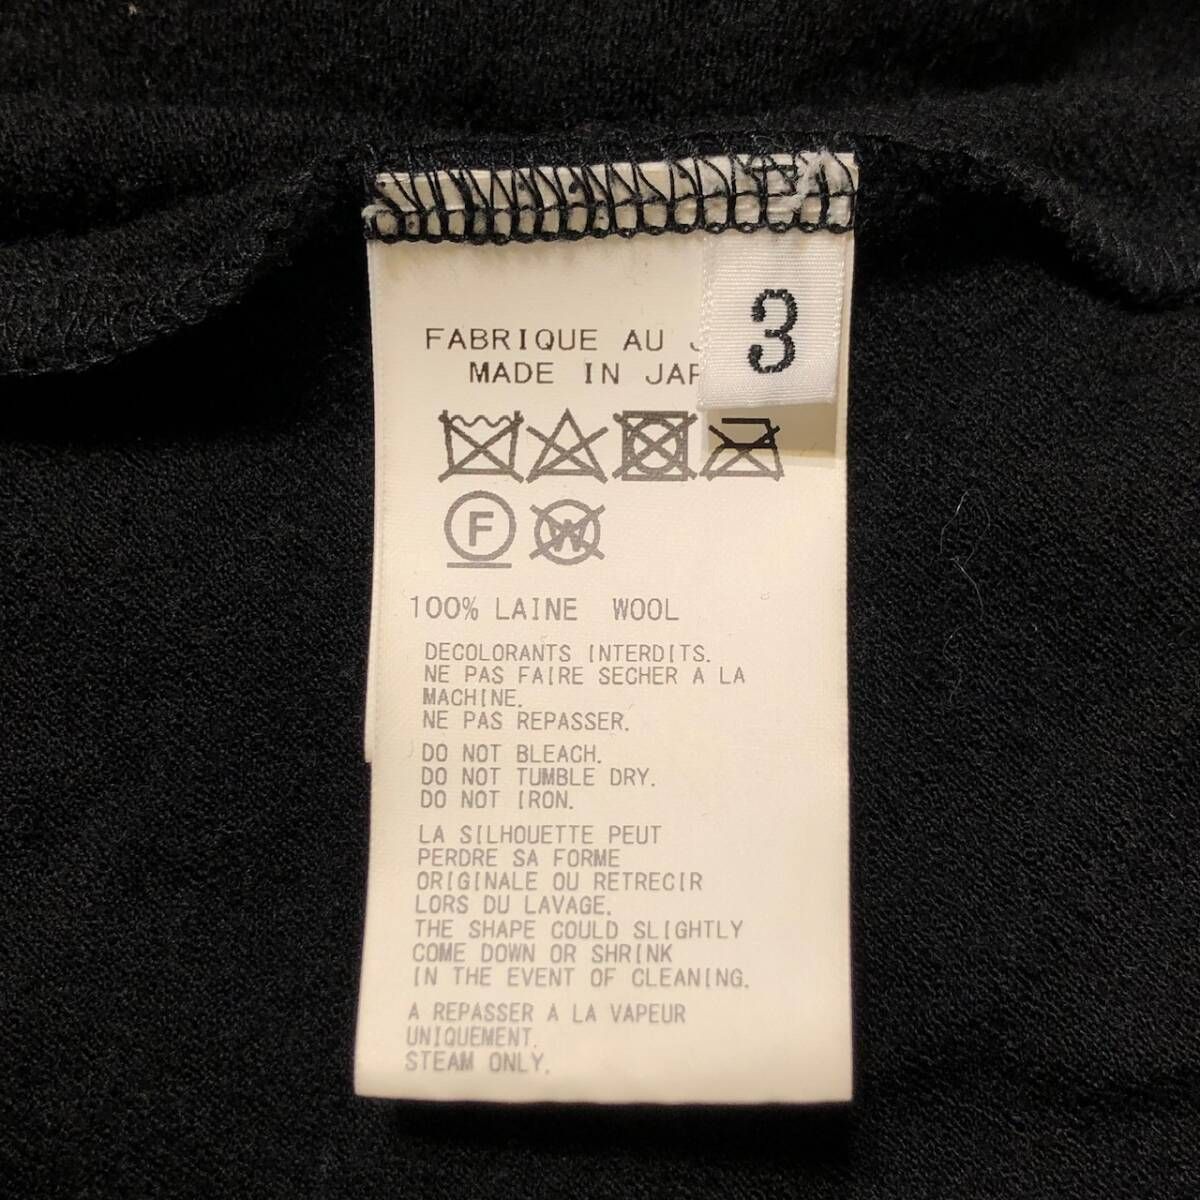 3
FABRIQUE AU
MADE IN
F
W
100% LAINE WOOL
DECOLORANTS INTERDITS.
NE PAS FAIRE SECHER A LA
MACHINE.
NE PAS REPASSER.
DO NOT BLEACH.
DO NOT TUMBLE DRY.
DO NOT IRON.
LA SILHOUETTE PEUT
PERDRE SA FORME
ORIGINALE OU RETRECIR
LORS DU LAVAGE.
THE SHAPE COULD SLIGHTLY
COME DOWN OR SHRINK
IN THE EVENT OF CLEANING.
A REPASSER A LA VAPEUR
UNIQUEMENT.
STEAM ONLY.